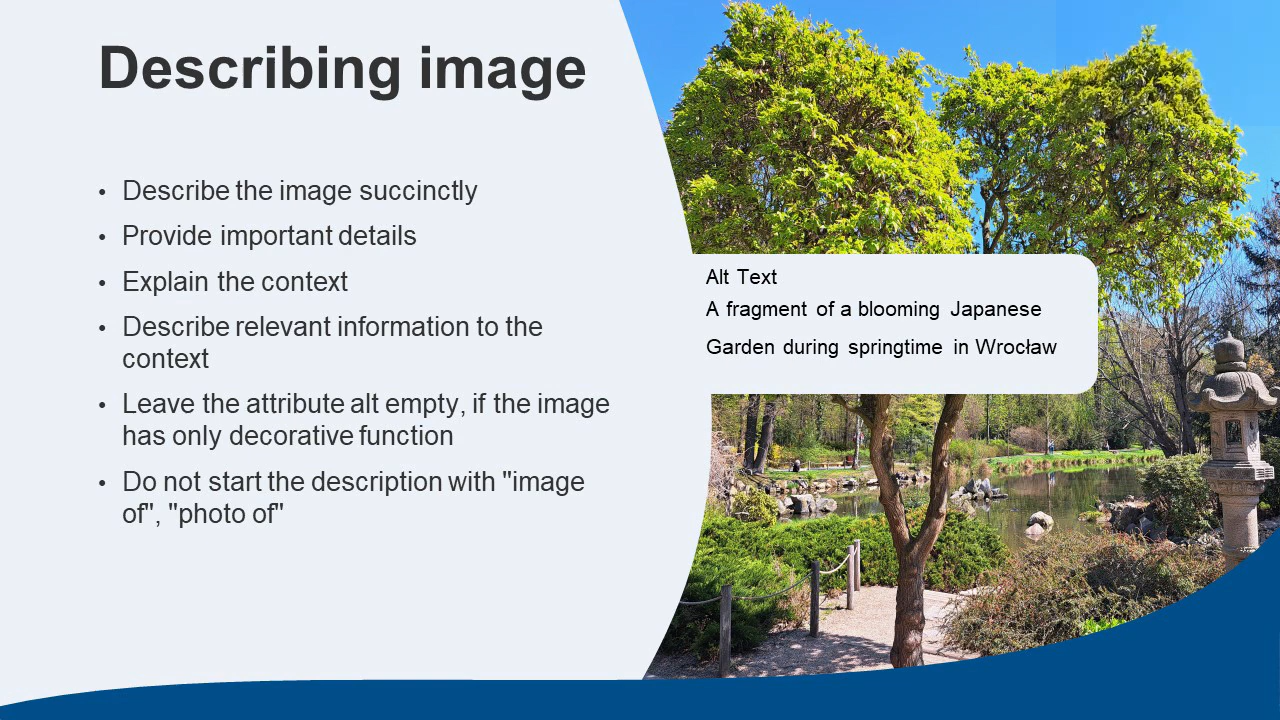 Describing image
• Describe the image succinctly
• Provide important details
• Explain the context
• Describe relevant information to the
context
• Leave the attribute alt empty, if the image
has only decorative function
• Do not start the description with "image
of", "photo of"
Alt Text
A fragment of a blooming Japanese
Garden during springtime in Wrocław